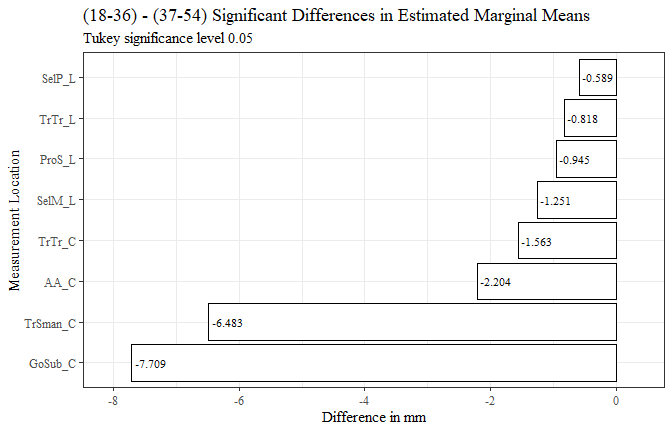 (18-36) - (37-54) Significant Differences in Estimated Marginal Means
Tukey significance level 0.05
Measurement Location
SelP_L
-0.589
TrTr_L
-0.818
ProS_L
-0.945
SelM_L
-1.251
TrTr_C
-1.563
AA_C
-2.204
TrSman_C
-6.483
GoSub_C
-7.709
-8 -6 -4 -2 0
Difference in mm